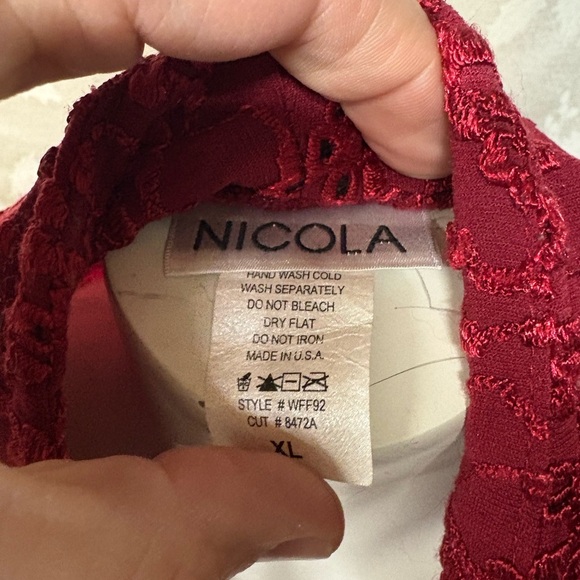 NICOLA
HAND WASH COLD
WASH SEPARATELY
DO NOT BLEACH
DRY FLAT
DO NOT IRON
MADE IN U.S.A.
STYLE # WFF92
CUT # 8472A
XL